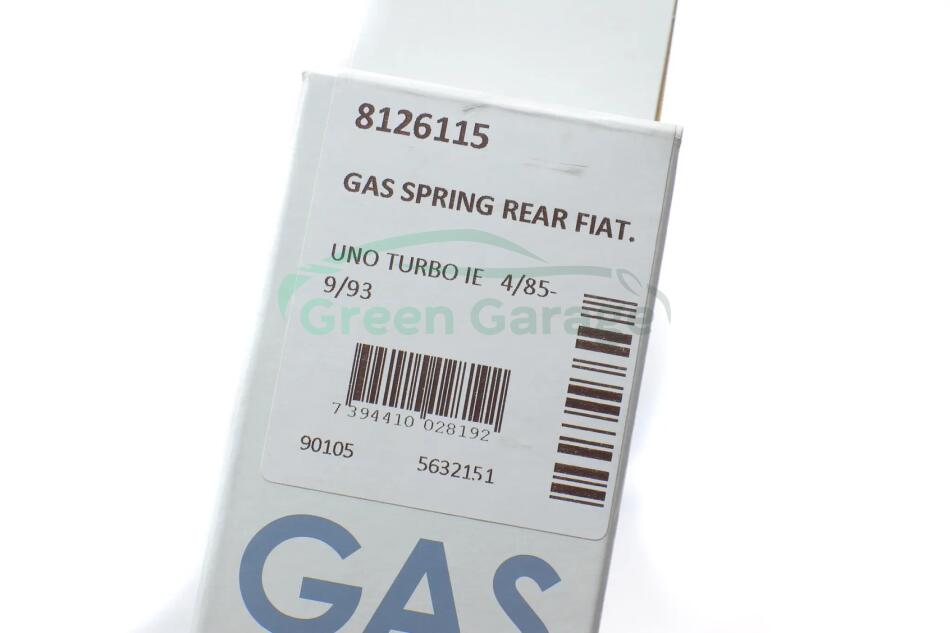 8126115
GAS SPRING REAR FIAT.
UNO TURBO IE 4/85-
9/93
Green Garage
7 394410 028192
90105 5632151
GAS